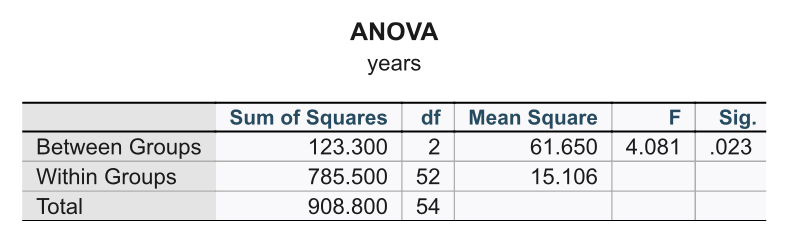 ANOVA
years
Sum of Squares df Mean Square F Sig.
Between Groups 123.300 2 61.650 4.081 .023
Within Groups 785.500 52 15.106
Total 908.800 54